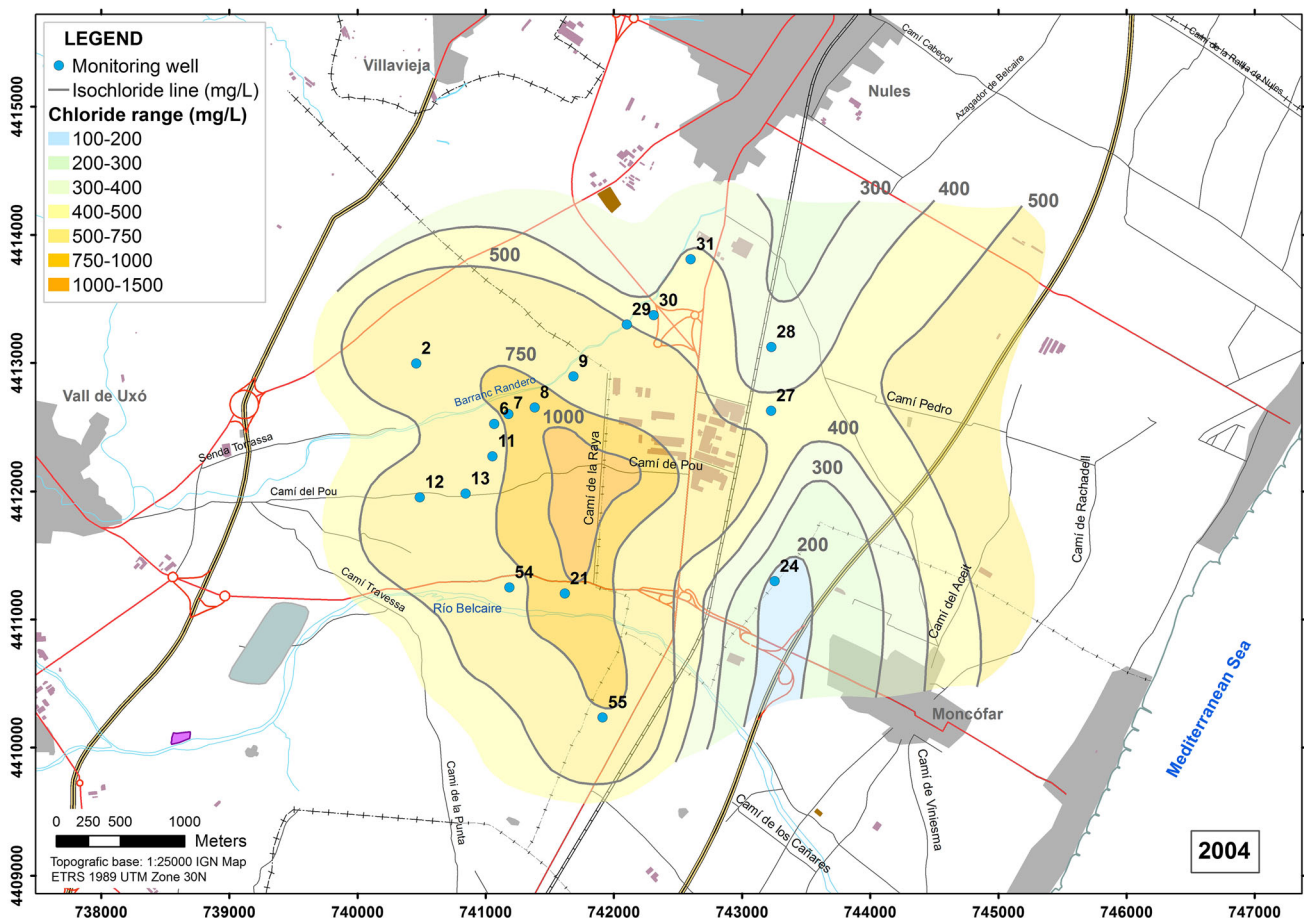 LEGEND
Monitoring well
Isochloride line (mg/L)
Chloride range (mg/L)
100-200
200-300
300-400
400-500
500-750
750-1000
1000-1500
Villavieja
Nules
Camí Cabeçol
Azagador de Belcaire
Camí de la Ratlla de Nules
300
400
500
500
31
30
29
28
2
750
9
Barranc Randero
8
7
6
27
Camí Pedro
Vall de Uxó
1000
400
Senda Torrassa
11
Camí de la Raya
Camí de Pou
300
Camí de Rachadell
12
13
Camí del Pou
200
24
54
21
Camí Travessa
Río Belcaire
Camí del Aceit
55
Moncófar
Mediterranean Sea
Camí de la Punta
Camí de los Cañares
Camí de Viniesma
0 250 500 1000
Meters
Topografic base: 1:25000 IGN Map
ETRS 1989 UTM Zone 30N
2004
4415000
4414000
4413000
4412000
4411000
4410000
4409000
738000 739000 740000 741000 742000 743000 744000 745000 746000 747000